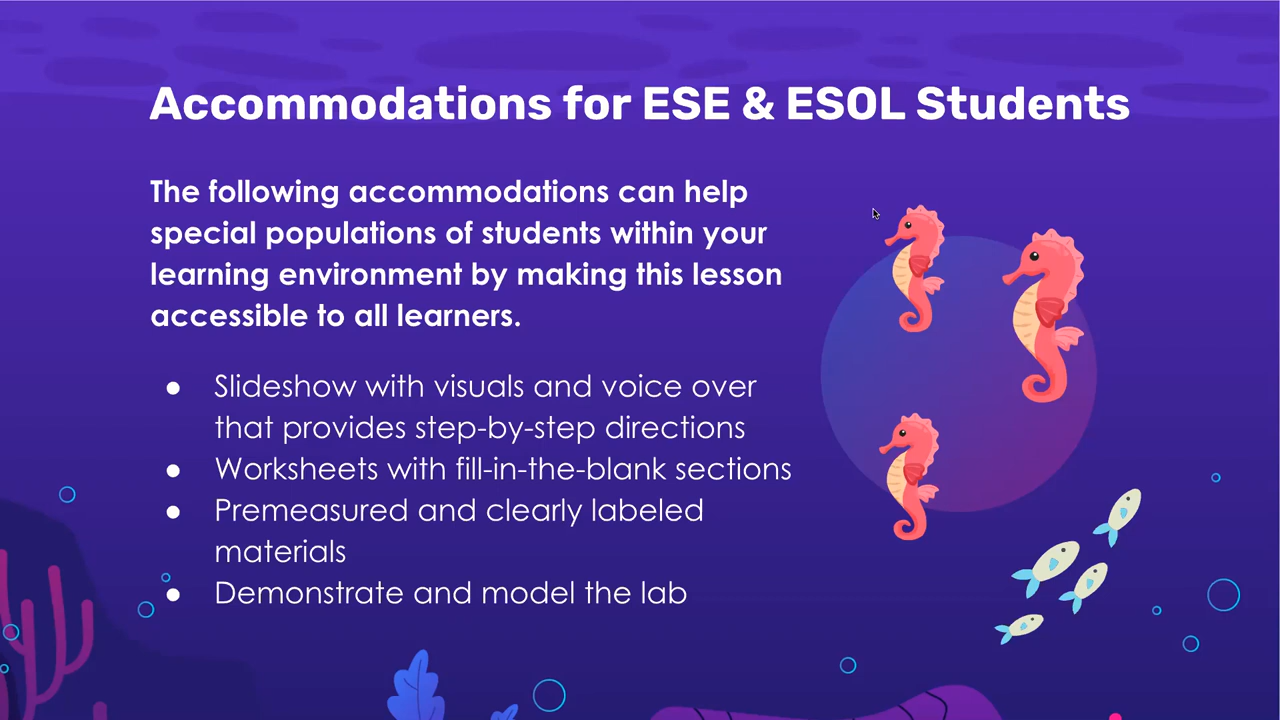 Accommodations for ESE & ESOL Students
The following accommodations can help
special populations of students within your
learning environment by making this lesson
accessible to all learners.
● Slideshow with visuals and voice over
that provides step-by-step directions
● Worksheets with fill-in-the-blank sections
● Premeasured and clearly labeled
materials
● Demonstrate and model the lab